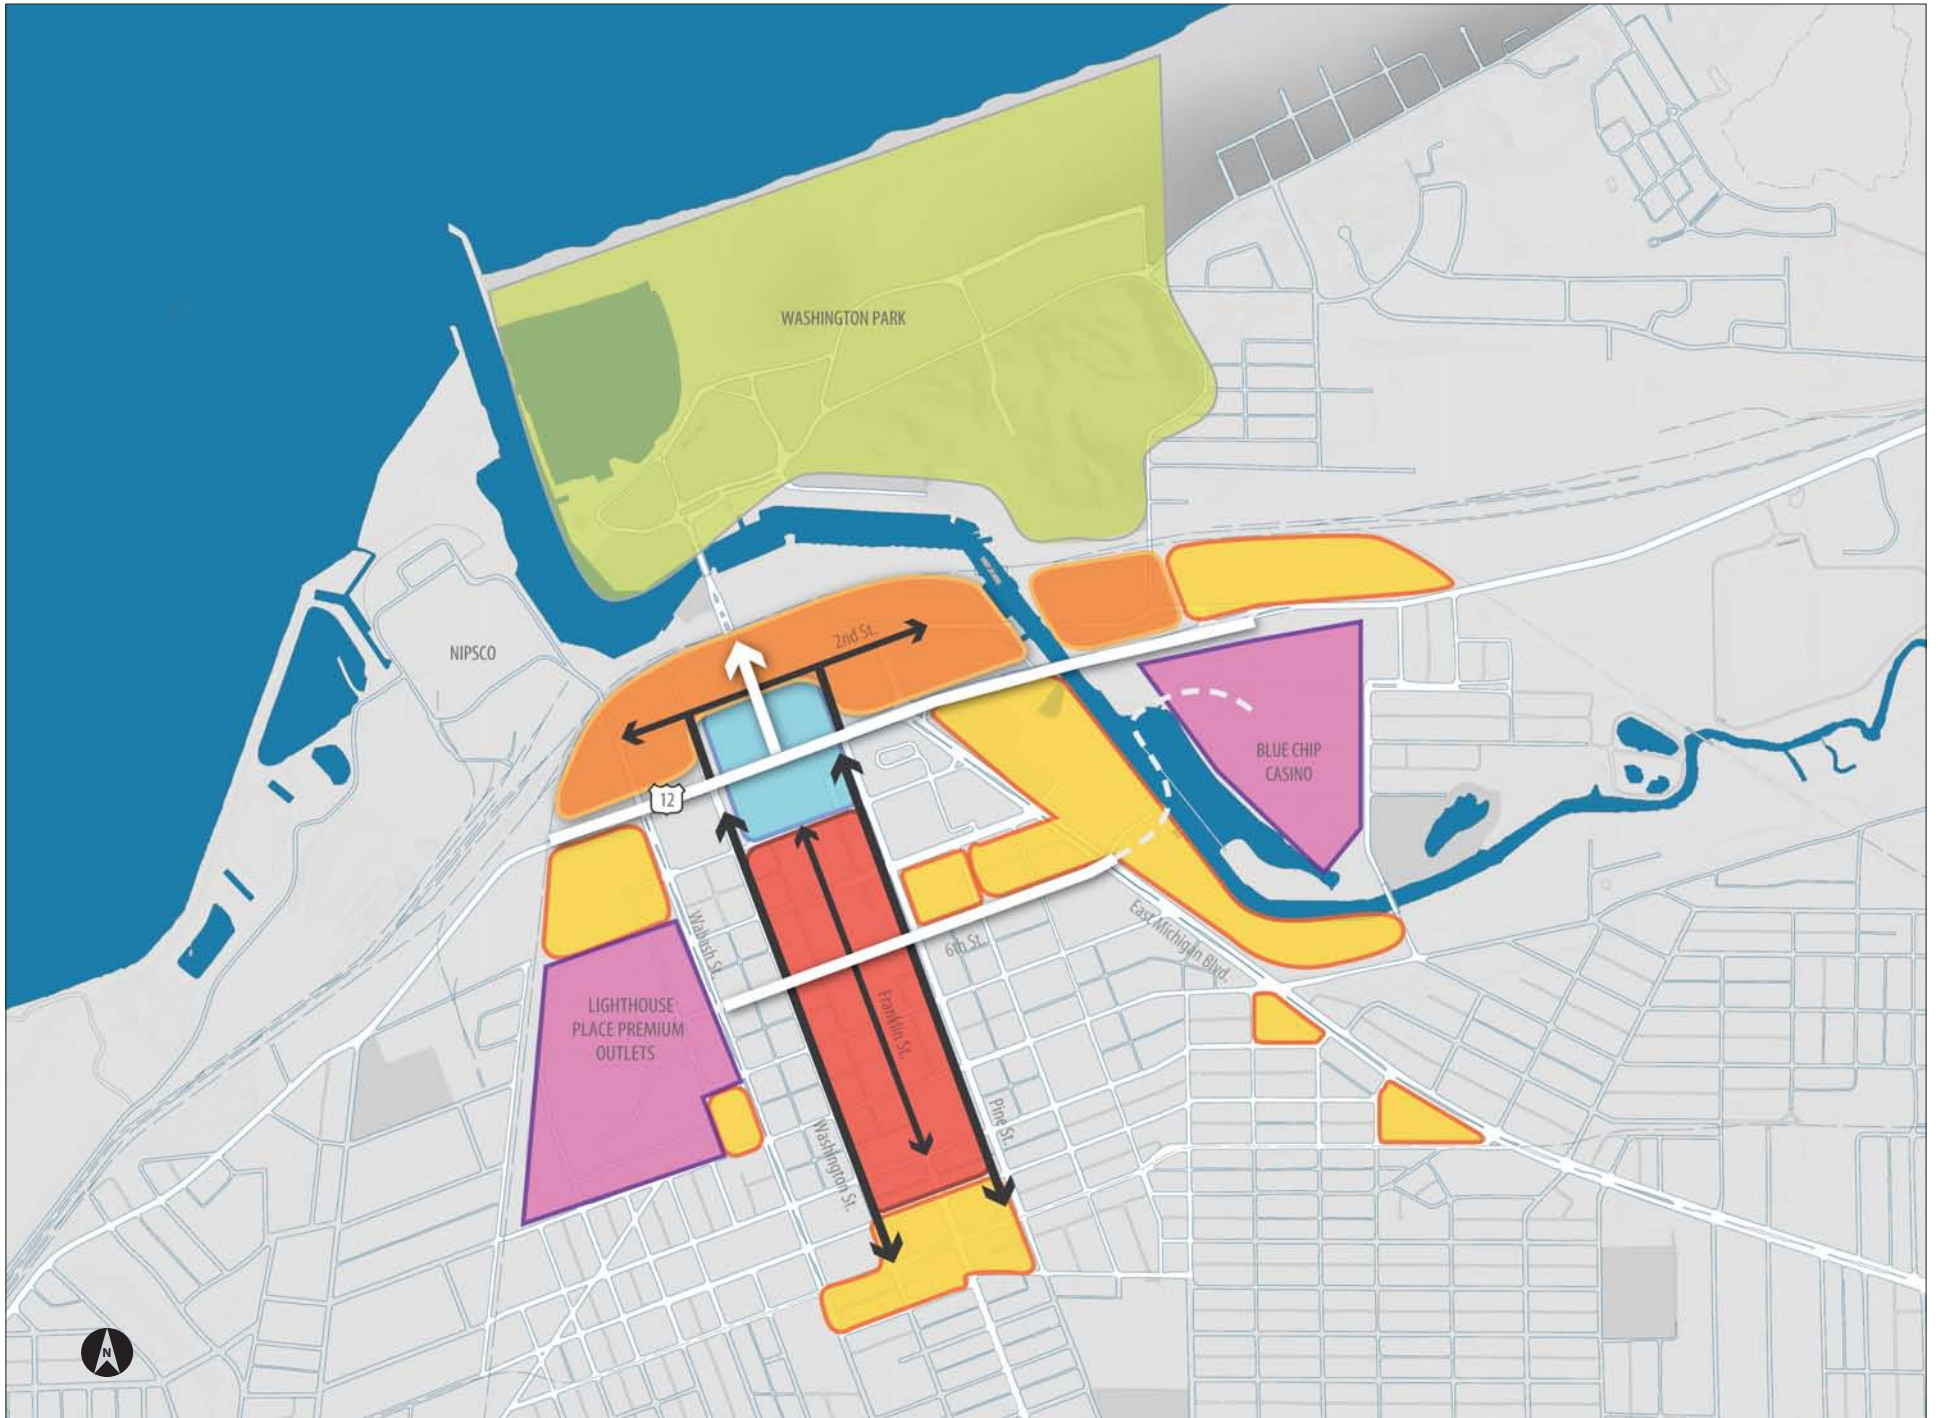 WASHINGTON PARK
2nd St.
NIPSCO
BLUE CHIP
CASINO
12
Wabash St.
6th St.
East Michigan Blvd.
LIGHTHOUSE
PLACE PREMIUM
OUTLETS
Franklin St.
Pine St.
Washington St.
N